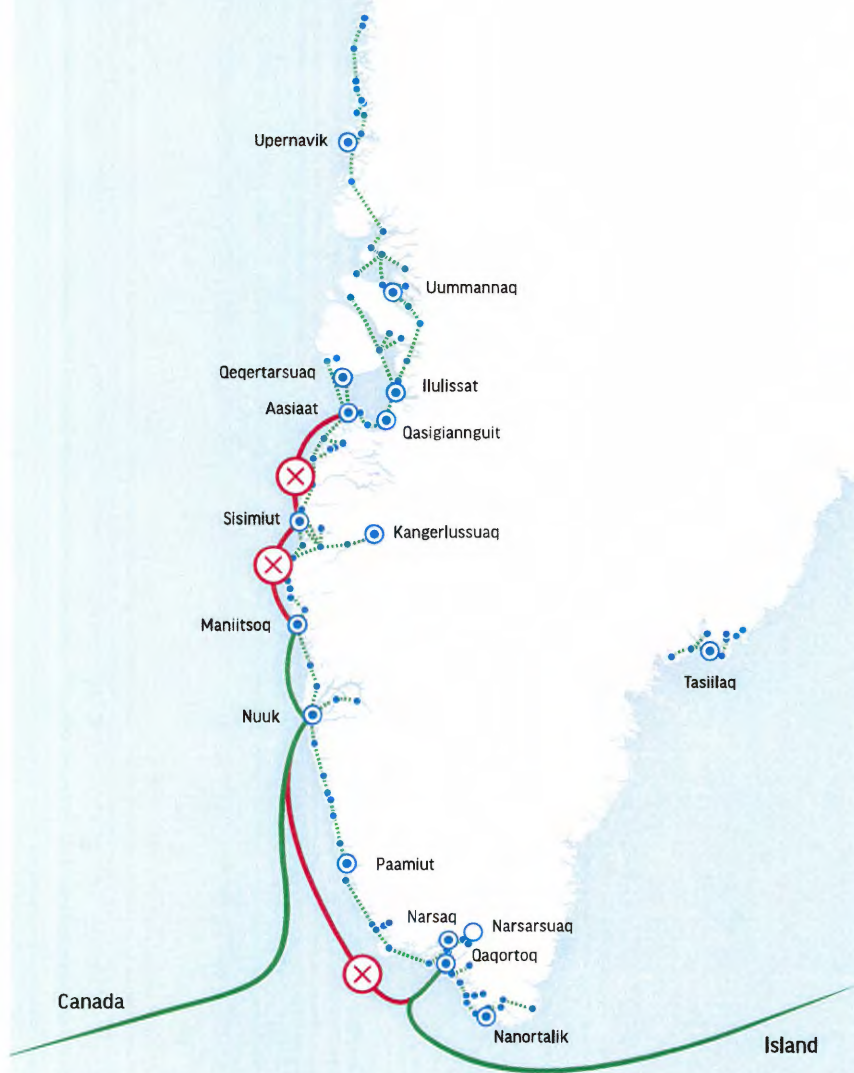 Upernavik
Uummannaq
Qeqertarsuaq
Ilulissat
Aasiaat
Qasigiannguit
Sisimiut
Kangerlussuaq
Maniitsoq
Tasiilaq
Nuuk
Paamiut
Narsaq
Narsarsuaq
Qaqortoq
Canada
Nanortalik
Island